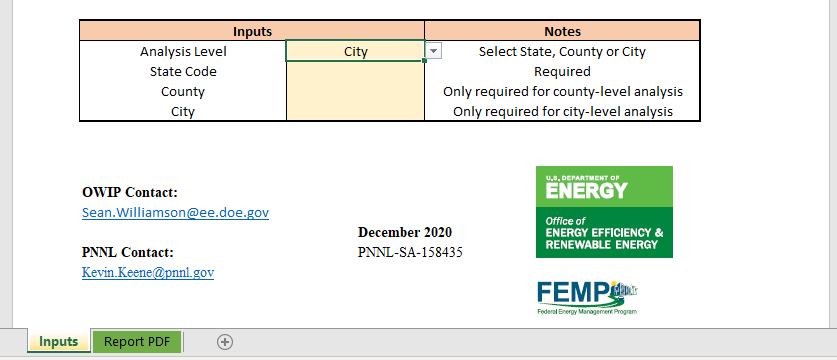 Inputs Notes
Analysis Level City Select State, County or City
State Code Required
County Only required for county-level analysis
City Only required for city-level analysis
U.S. DEPARTMENT OF
ENERGY
Office of
ENERGY EFFICIENCY &
RENEWABLE ENERGY
OWIP Contact:
Sean.Williamson@ee.doe.gov
December 2020
PNNL Contact: PNNL-SA-158435
Kevin.Keene@pnnl.gov
FEMP
Federal Energy Management Program
Inputs Report PDF